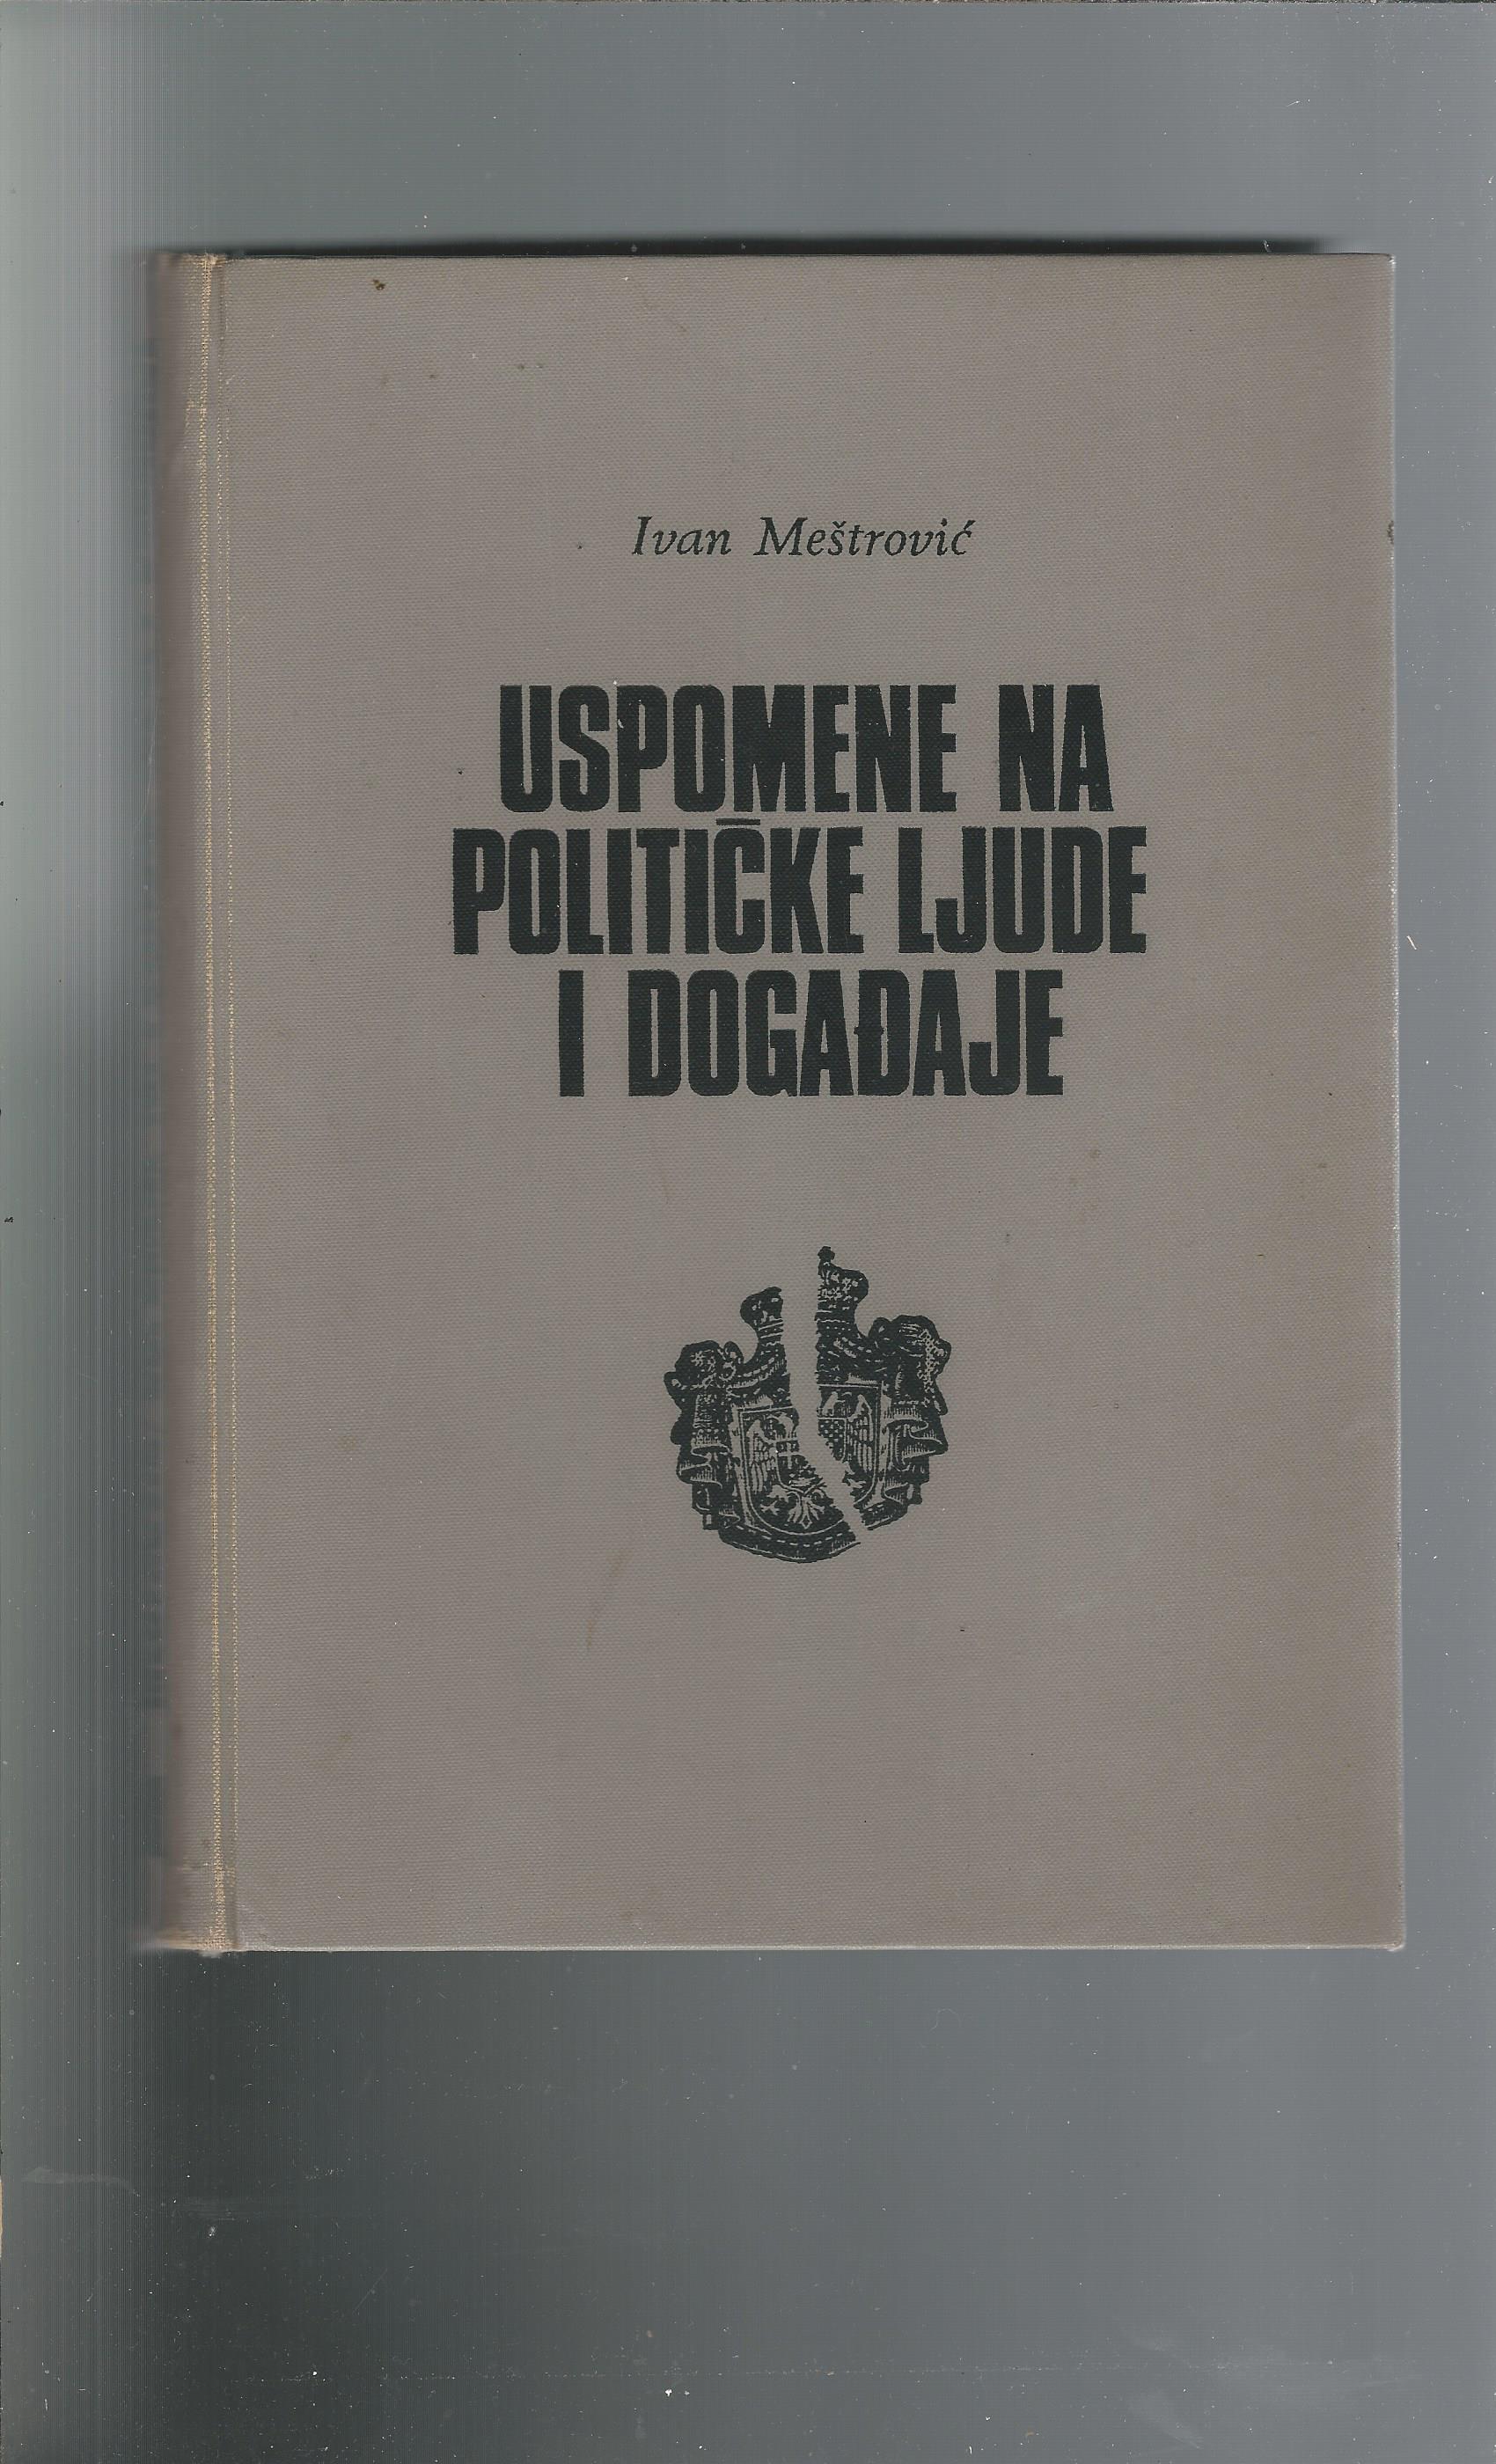 Ivan Meštrović
USPOMENE NA
POLITIČKE LJUDE
I DOGAĐAJE